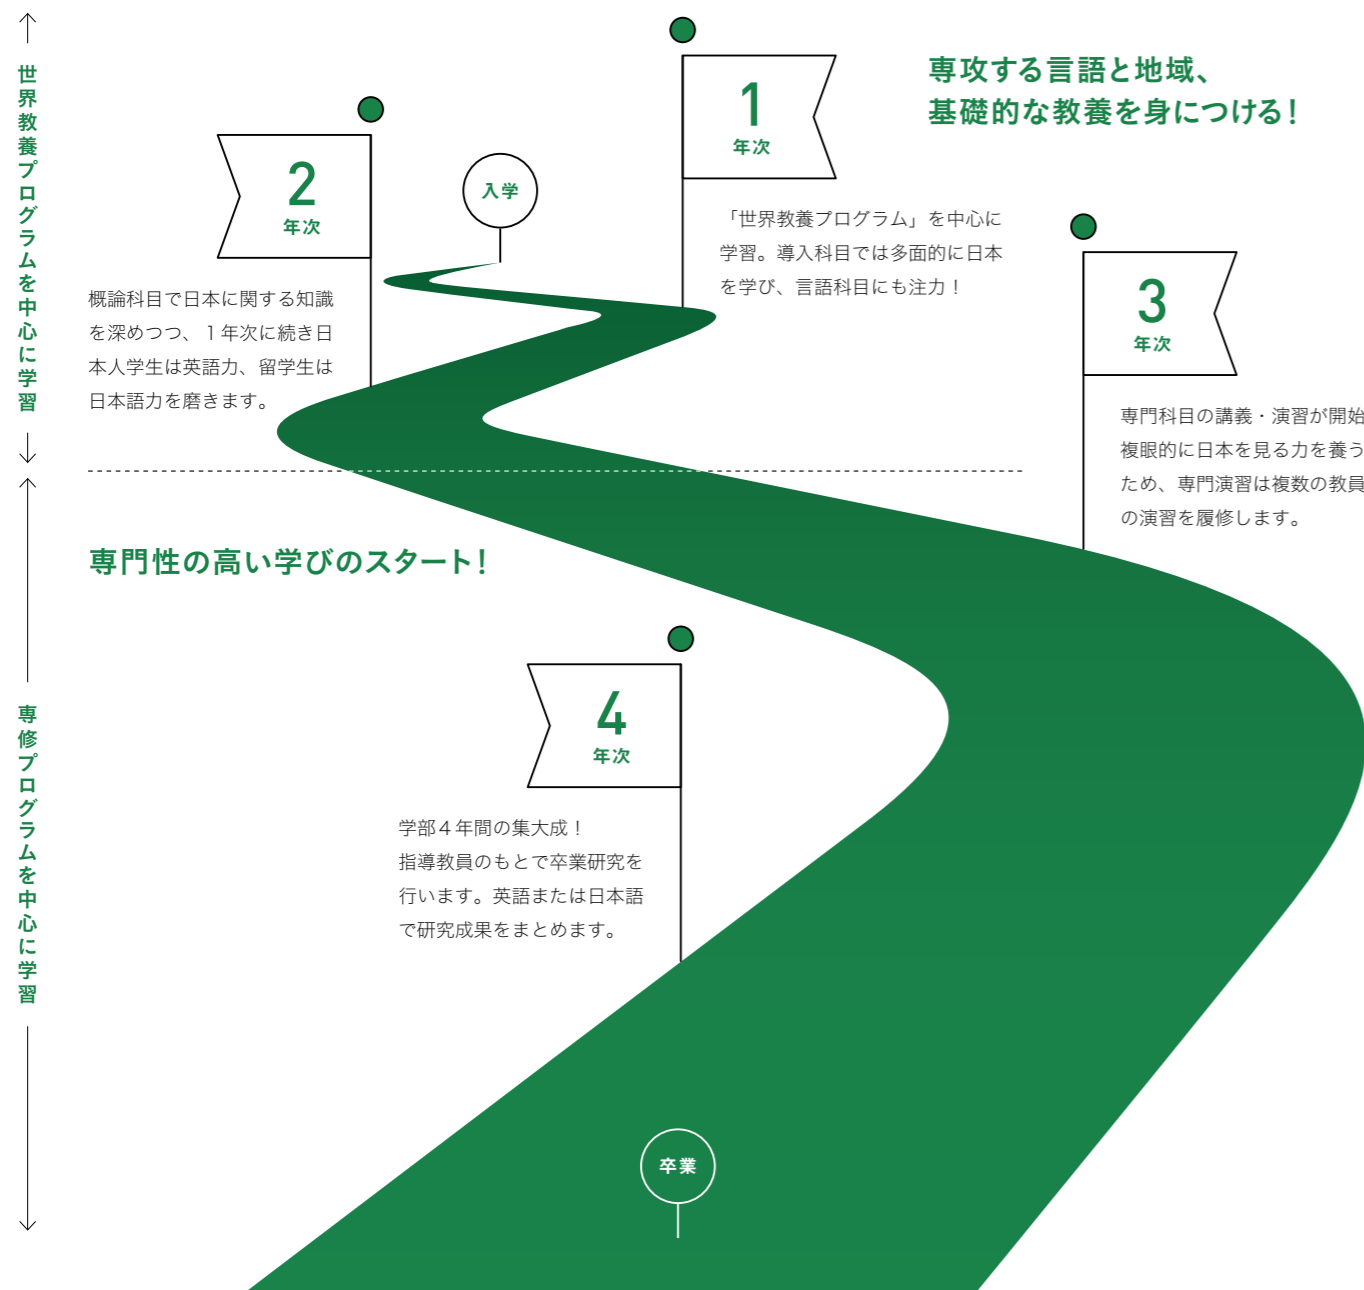 世界教養プログラムを中心に学習
専攻する言語と地域、
基礎的な教養を身につける！
入学
1
年次
「世界教養プログラム」を中心に
学習。導入科目では多面的に日本
を学び、言語科目にも注力！
2
年次
概論科目で日本に関する知識
を深めつつ、１年次に続き日
本人学生は英語力、留学生は
日本語力を磨きます。
専修プログラムを中心に学習
専門性の高い学びのスタート！
3
年次
専門科目の講義・演習が開始
複眼的に日本を見る力を養う
ため、専門演習は複数の教員
の演習を履修します。
4
年次
学部４年間の集大成！
指導教員のもとで卒業研究を
行います。英語または日本語
で研究成果をまとめます。
卒業